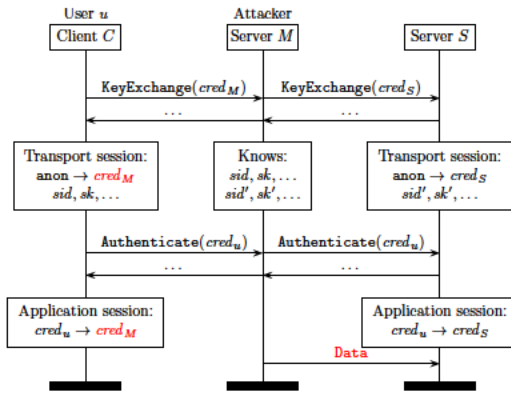 User u Attacker
Client C Server M Server S
KeyExchange(cred_M) KeyExchange(cred_S)
... ...
Transport session: Knows: Transport session:
anon → cred_M sid, sk, ... anon → cred_S
sid, sk, ... sid′, sk′, ... sid′, sk′, ...
Authenticate(cred_u) Authenticate(cred_u)
... ...
Application session: Application session:
cred_u → cred_M cred_u → cred_S
Data